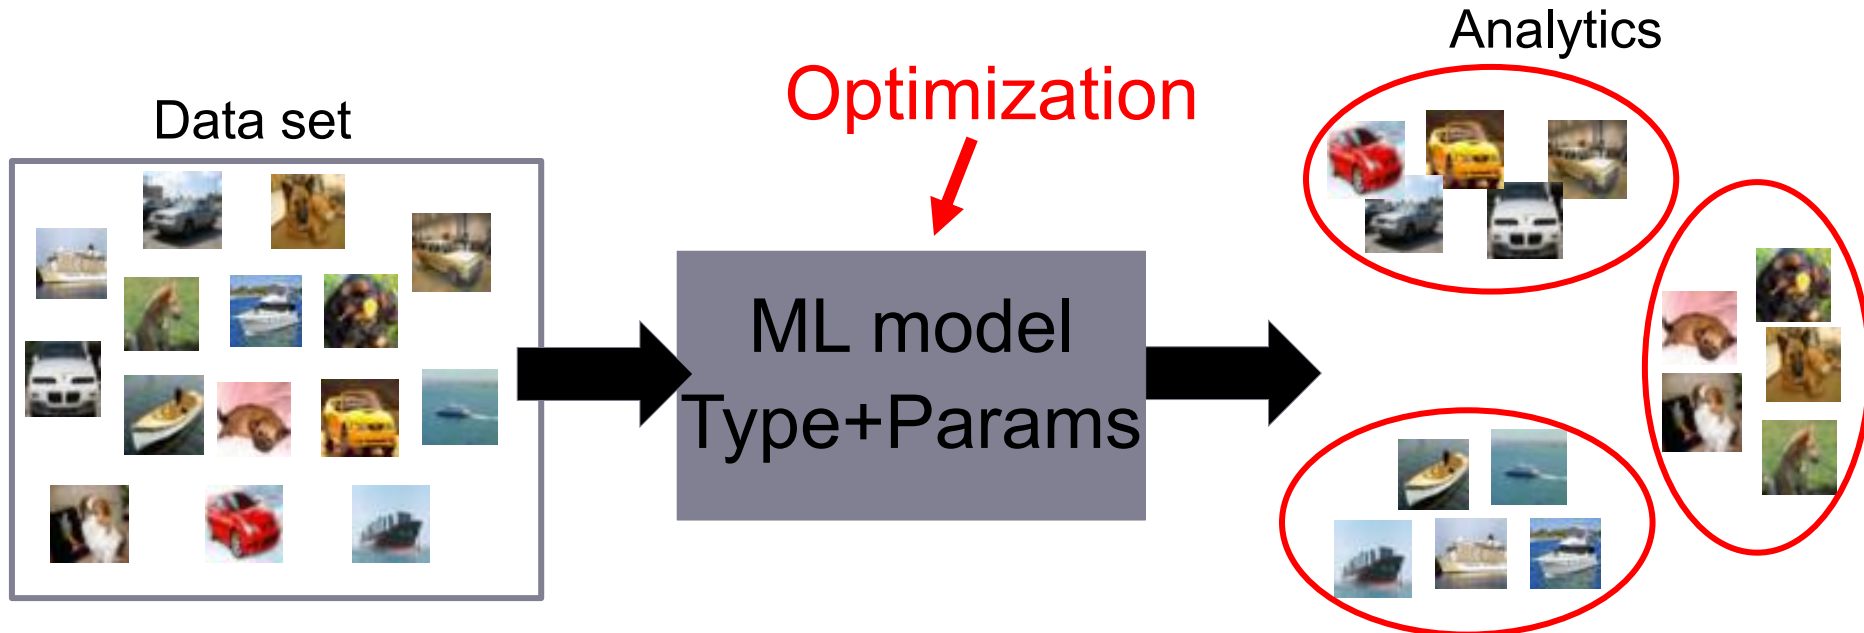 Data set
Optimization
ML model
Type+Params
Analytics